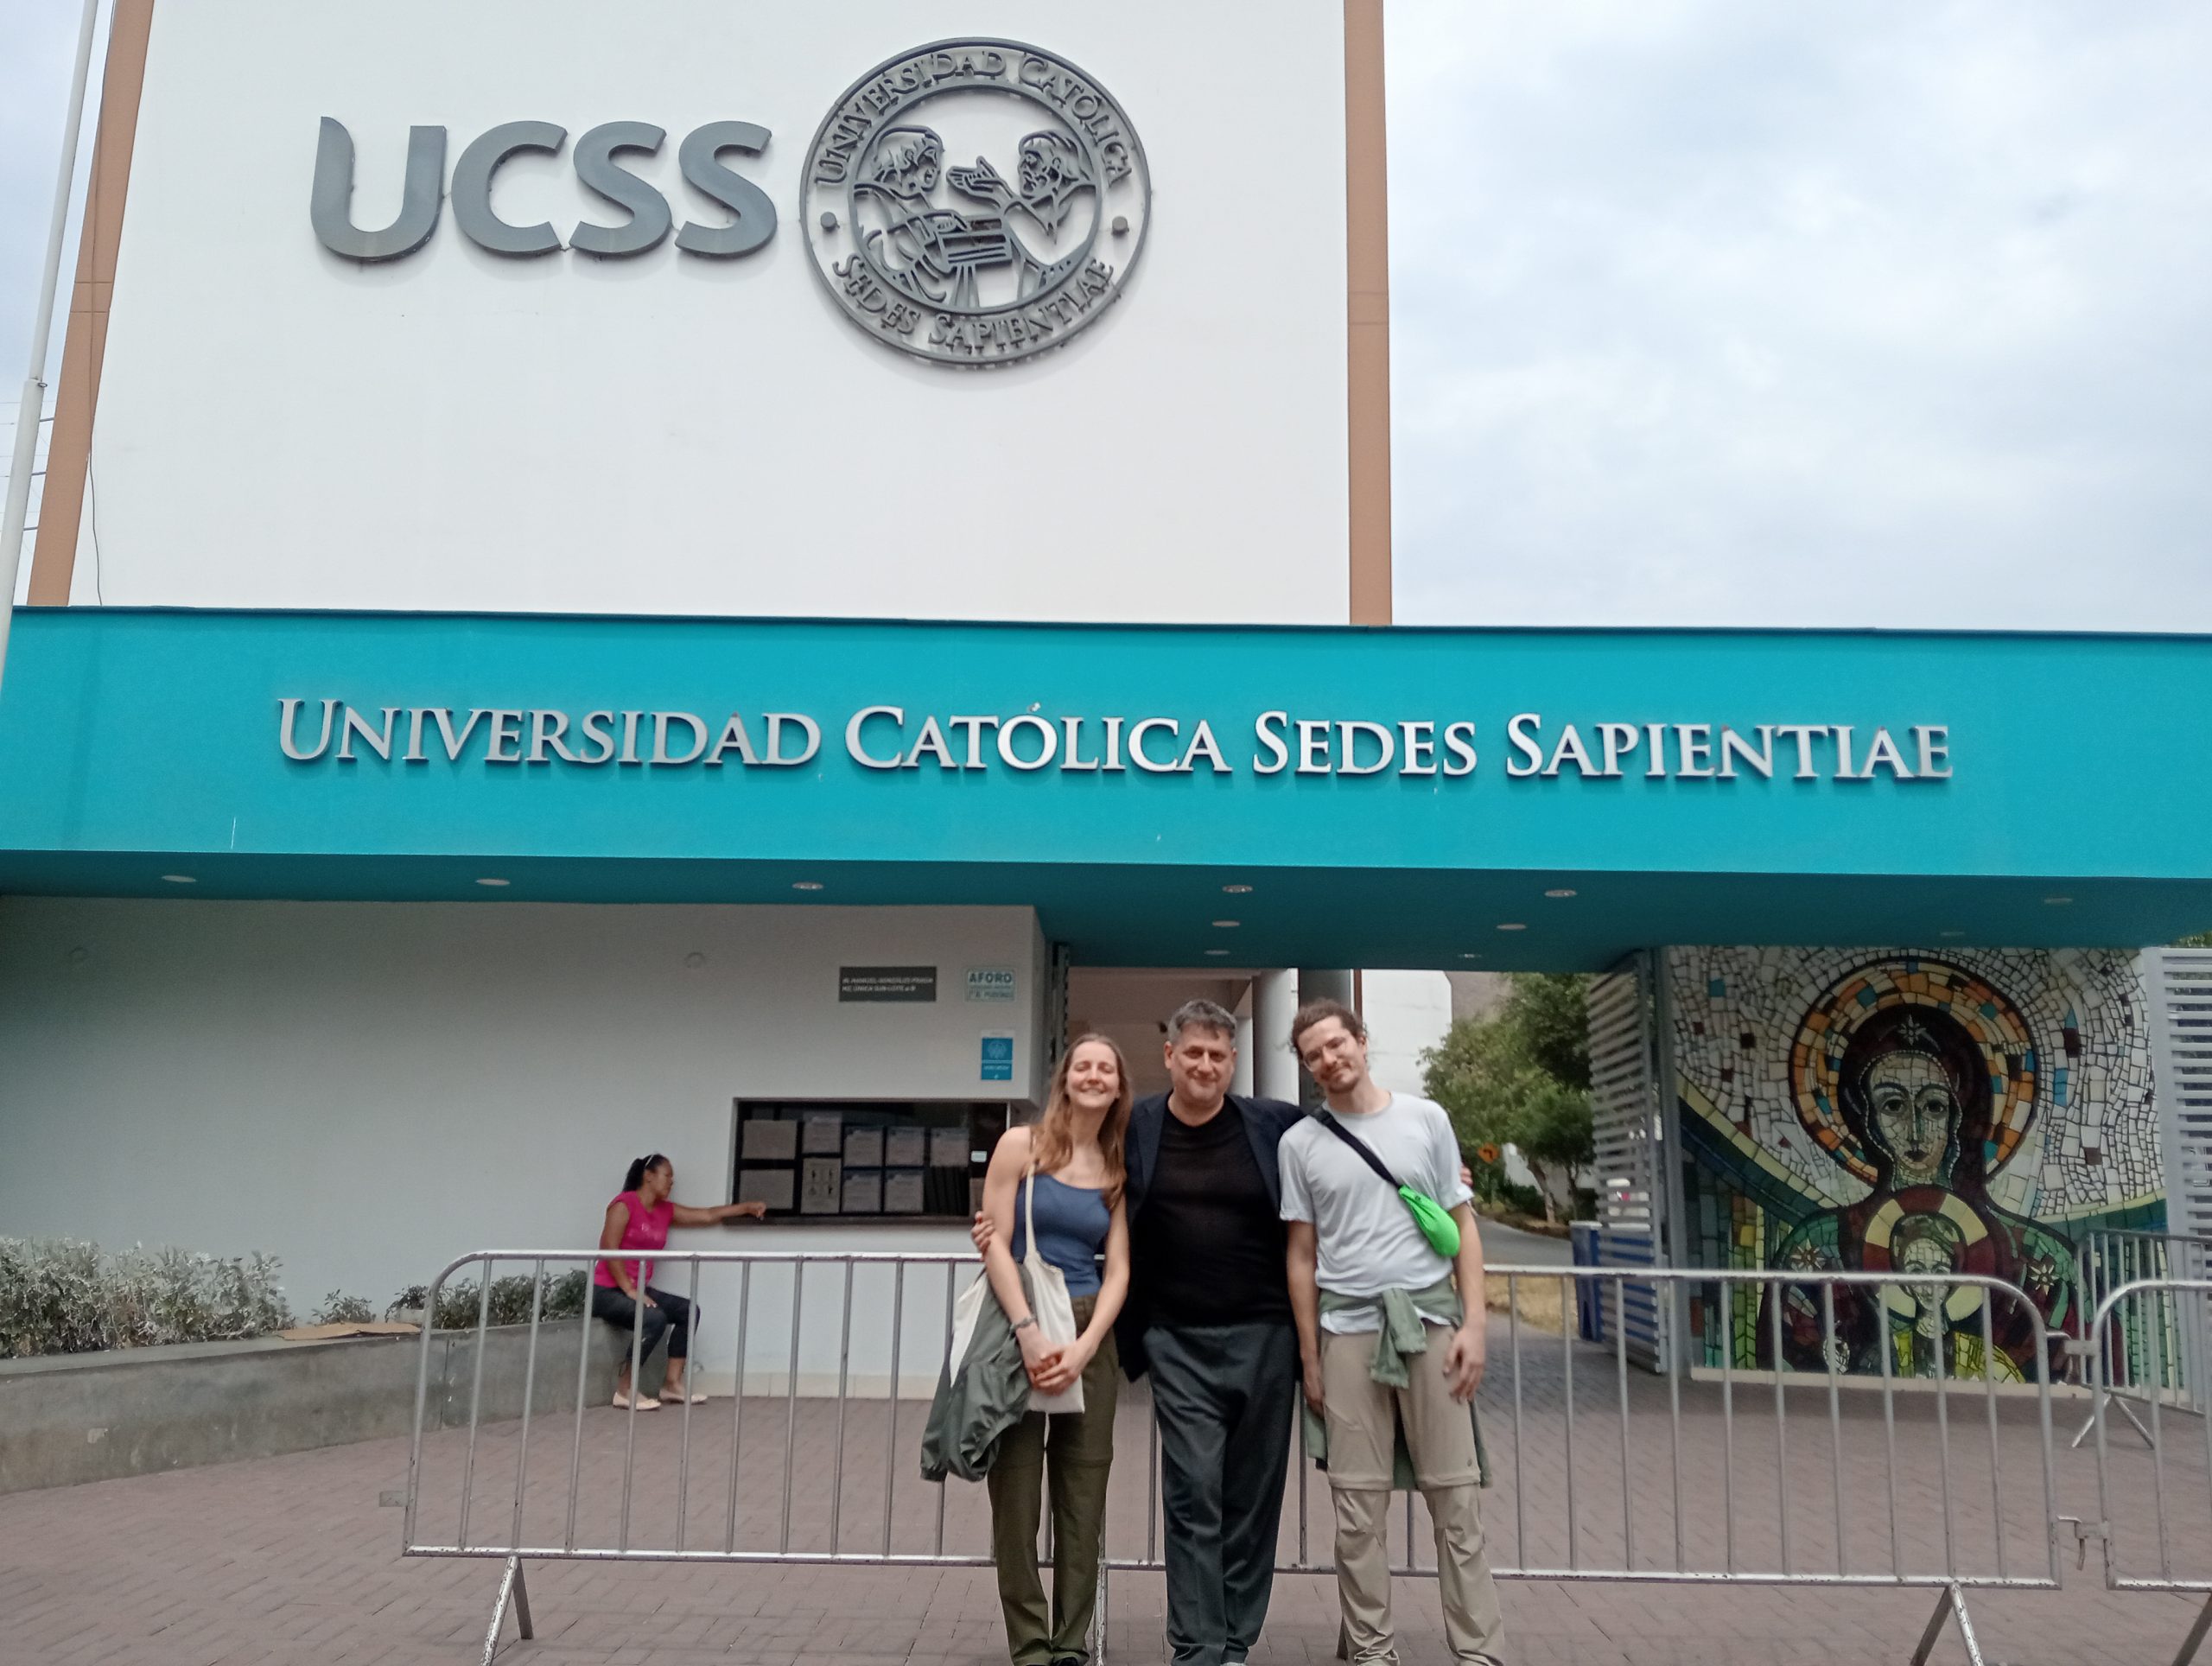 UCSS
UNIVERSIDAD CATÓLICA
SEDES SAPIENTIAE
UNIVERSIDAD CATÓLICA SEDES SAPIENTIAE
AFORO